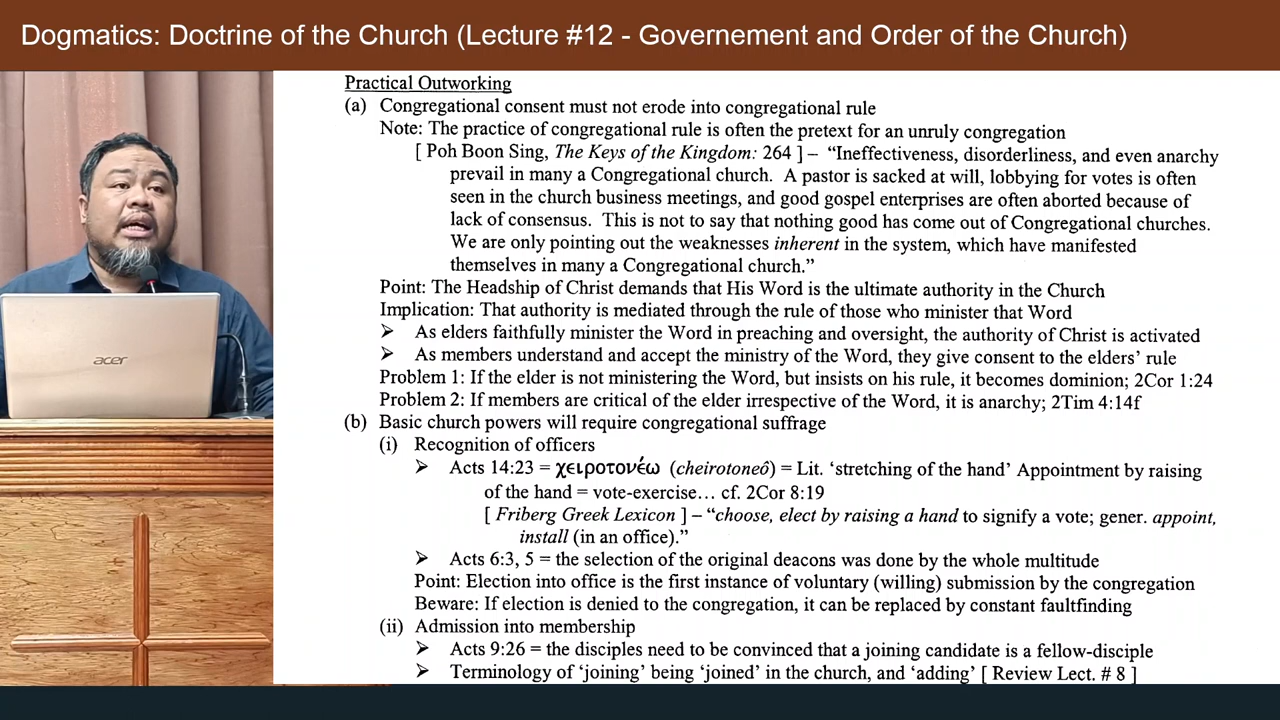 Dogmatics: Doctrine of the Church (Lecture #12 - Governement and Order of the Church)
acer
Practical Outworking
(a) Congregational consent must not erode into congregational rule
Note: The practice of congregational rule is often the pretext for an unruly congregation
[ Poh Boon Sing, The Keys of the Kingdom: 264 ] – “Ineffectiveness, disorderliness, and even anarchy
prevail in many a Congregational church. A pastor is sacked at will, lobbying for votes is often
seen in the church business meetings, and good gospel enterprises are often aborted because of
lack of consensus. This is not to say that nothing good has come out of Congregational churches.
We are only pointing out the weaknesses inherent in the system, which have manifested
themselves in many a Congregational church.”
Point: The Headship of Christ demands that His Word is the ultimate authority in the Church
Implication: That authority is mediated through the rule of those who minister that Word
➢ As elders faithfully minister the Word in preaching and oversight, the authority of Christ is activated
➢ As members understand and accept the ministry of the Word, they give consent to the elders’ rule
Problem 1: If the elder is not ministering the Word, but insists on his rule, it becomes dominion; 2Cor 1:24
Problem 2: If members are critical of the elder irrespective of the Word, it is anarchy; 2Tim 4:14f
(b) Basic church powers will require congregational suffrage
(i) Recognition of officers
➢ Acts 14:23 = χειροτονέω (cheirotoneô) = Lit. ‘stretching of the hand’ Appointment by raising
of the hand = vote-exercise… cf. 2Cor 8:19
[ Friberg Greek Lexicon ] – “choose, elect by raising a hand to signify a vote; gener. appoint,
install (in an office).”
➢ Acts 6:3, 5 = the selection of the original deacons was done by the whole multitude
Point: Election into office is the first instance of voluntary (willing) submission by the congregation
Beware: If election is denied to the congregation, it can be replaced by constant faultfinding
(ii) Admission into membership
➢ Acts 9:26 = the disciples need to be convinced that a joining candidate is a fellow-disciple
➢ Terminology of ‘joining’ being ‘joined’ in the church, and ‘adding’ [ Review Lect. # 8 ]